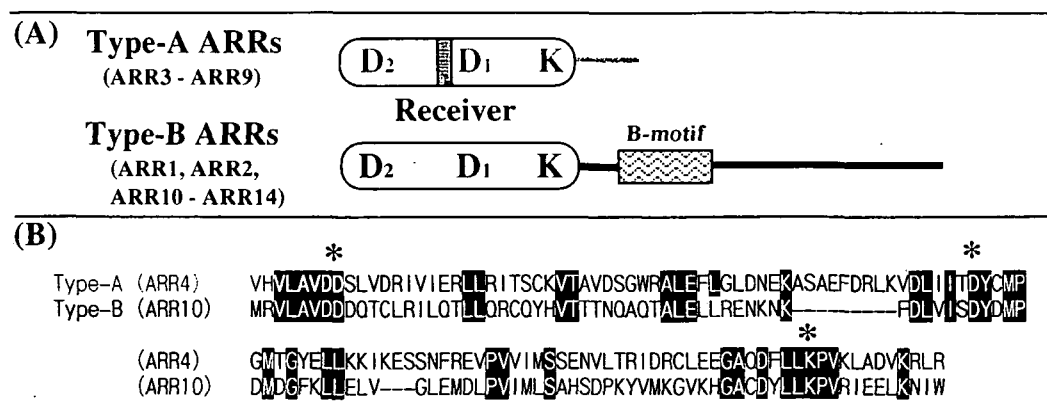 (A)
Type-A ARRs
(ARR3 - ARR9)
D2 D1 K
Receiver
Type-B ARRs
(ARR1, ARR2,
ARR10 - ARR14)
B-motif
D2 D1 K
(B)
* *
Type-A (ARR4) VHVLAVDDSLVDRIVIERLLRITSCKVTAVDSGWRALEFLGLDNEKASAEFDRLKVDLIITDYCMP
Type-B (ARR10) MRVLAVDDDQTCLRILQTLLQRCQYHVTTTNQAQTALELLRENKNK----------FDLVISDVDMP
*
(ARR4) GMTGYELLKKIKESSNFREVPVVIMSSENVLTRIDRCLEEGAQDFLLKPVKLADVKRLR
(ARR10) DMDGFKLLELV---GLEMDLPVIMLSAHSDPKYVMKGVKHGACDYLLKPVRIEELKNIW